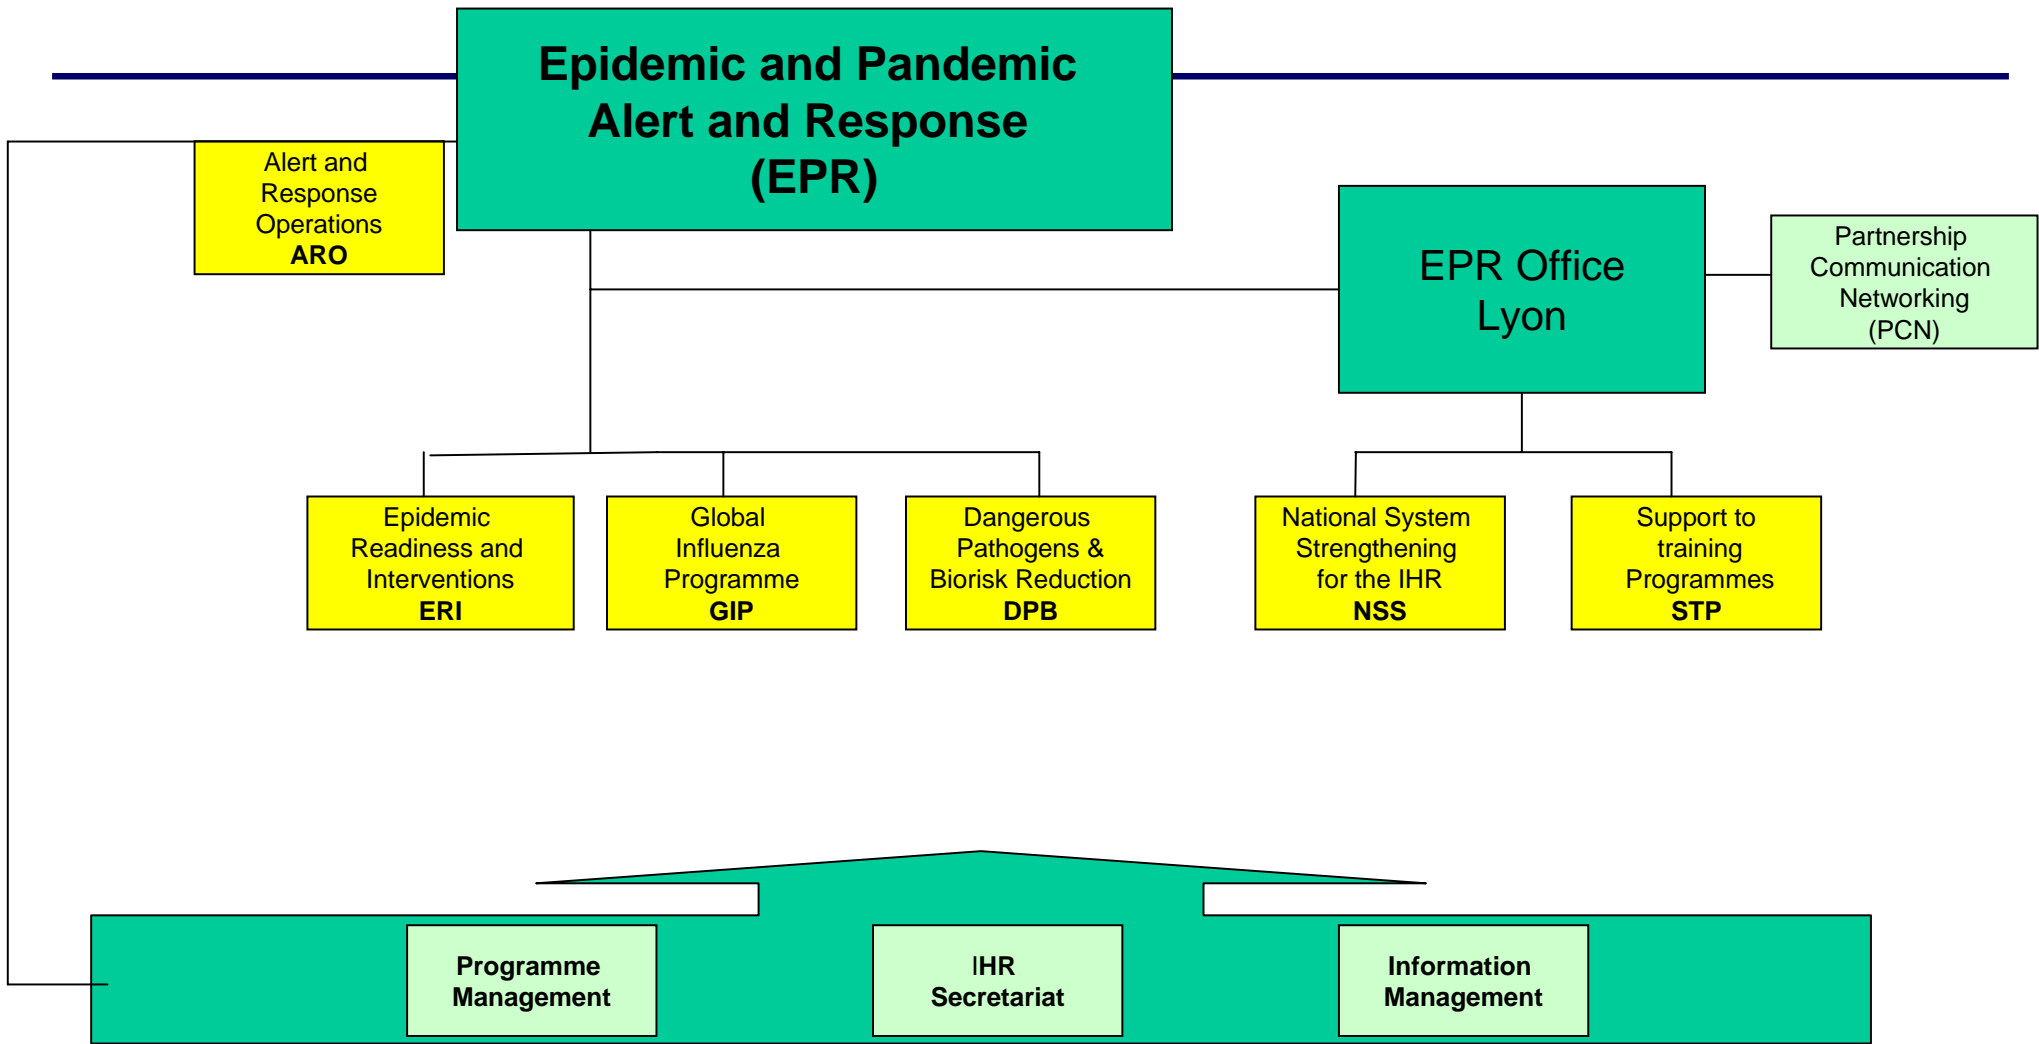 Epidemic and Pandemic
Alert and Response
(EPR)
Alert and
Response
Operations
ARO
EPR Office
Lyon
Partnership
Communication
Networking
(PCN)
Epidemic
Readiness and
Interventions
ERI
Global
Influenza
Programme
GIP
Dangerous
Pathogens &
Biorisk Reduction
DPB
National System
Strengthening
for the IHR
NSS
Support to
training
Programmes
STP
Programme
Management
IHR
Secretariat
Information
Management